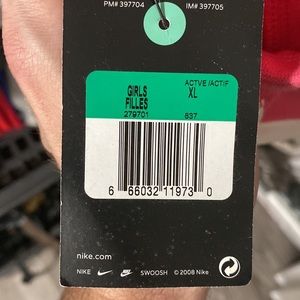 PM# 397704 IM# 397705
GIRLS ACTVE /ACTIF
FILLES XL
279701 637
6 66032 11973 0
nike.com
NIKE SWOOSH © 2008 Nike